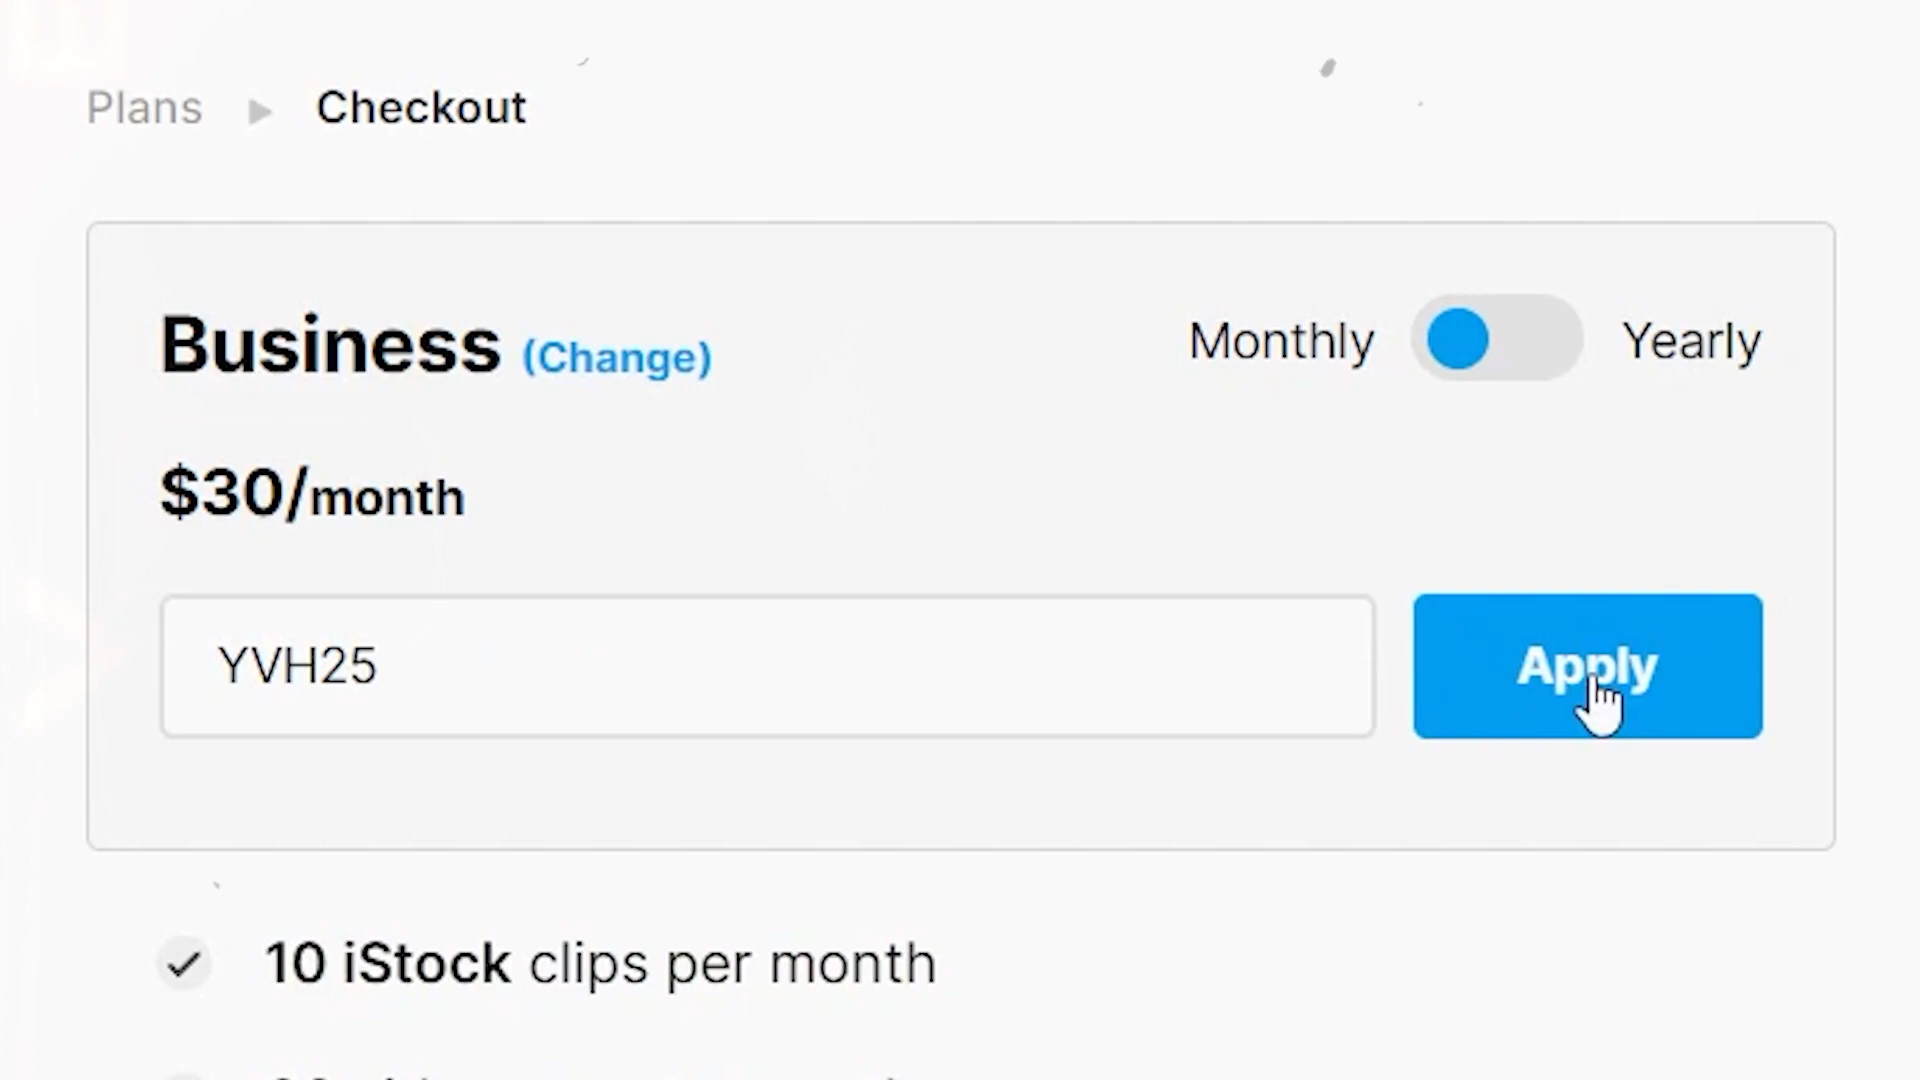 Plans ▶ Checkout
Business (Change)
Monthly Yearly
$30/month
YVH25
Apply
10 iStock clips per month